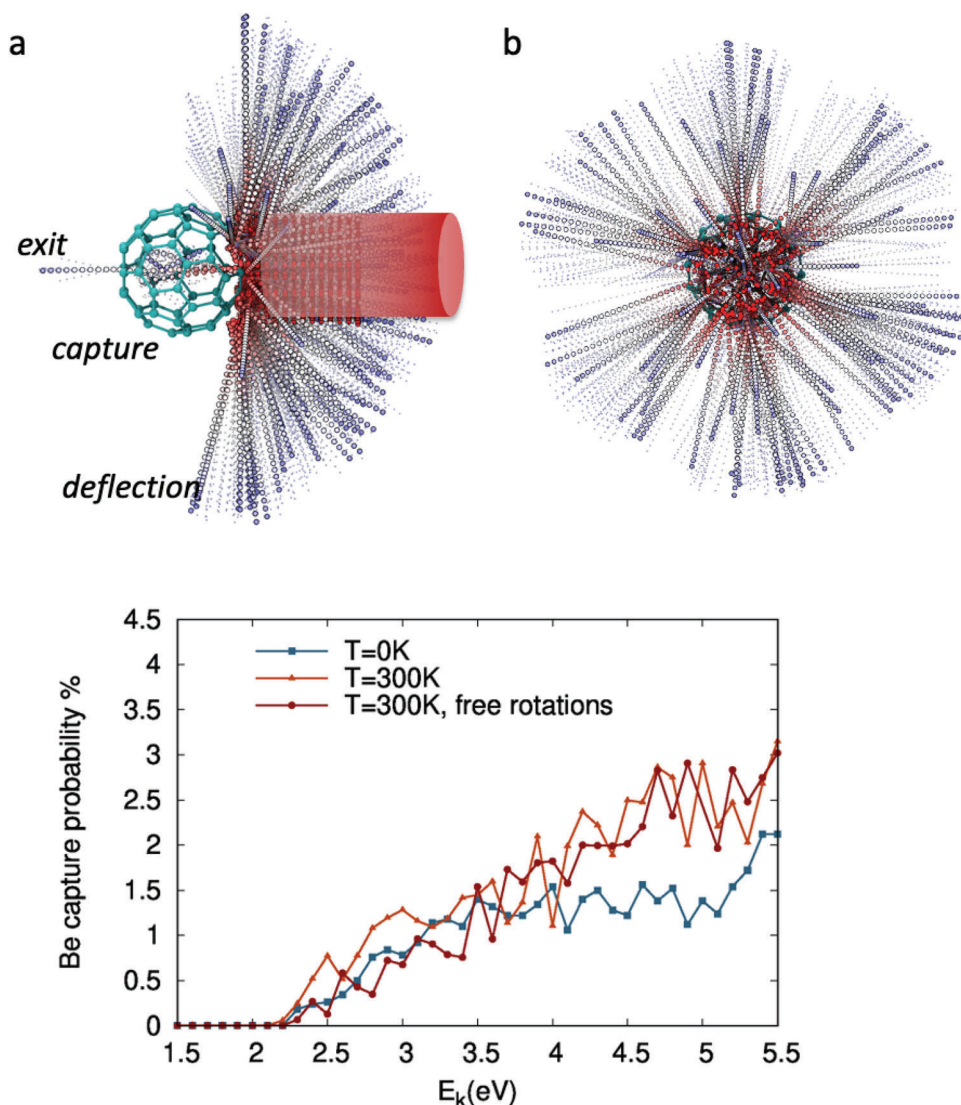 a
b
exit
capture
deflection
4.5
4
3.5
3
2.5
2
1.5
1
0.5
0
Be capture probability %
T=0K
T=300K
T=300K, free rotations
1.5 2 2.5 3 3.5 4 4.5 5 5.5
Ek(eV)